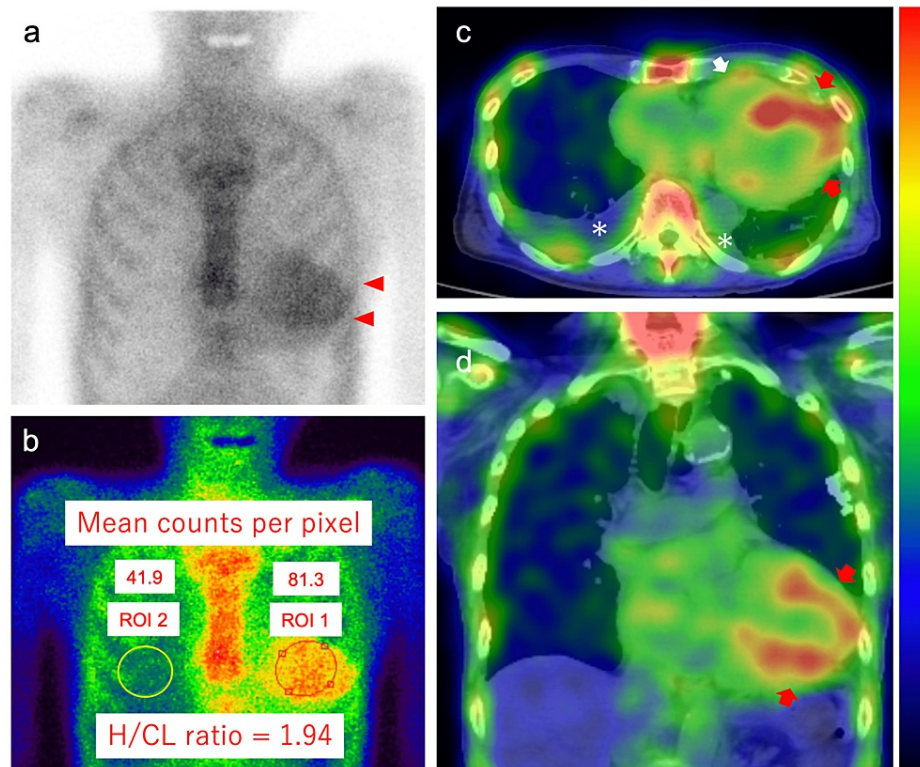 a
b
Mean counts per pixel
41.9
81.3
ROI 2
ROI 1
H/CL ratio = 1.94
c
*
*
d